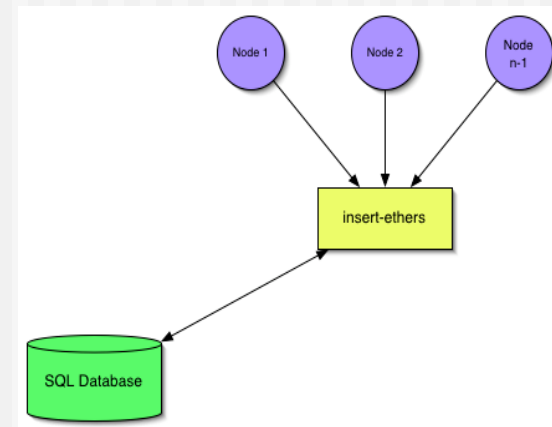 Node 1
Node 2
Node
n-1
insert-ethers
SQL Database